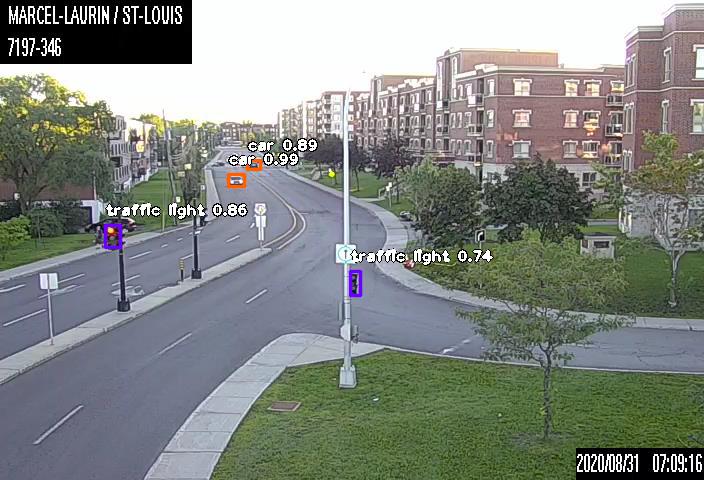 MARCEL-LAURIN / ST-LOUIS
7197-346
car 0.89
car 0.99
traffic light 0.86
traffic light 0.74
2020/08/31 07:09:16